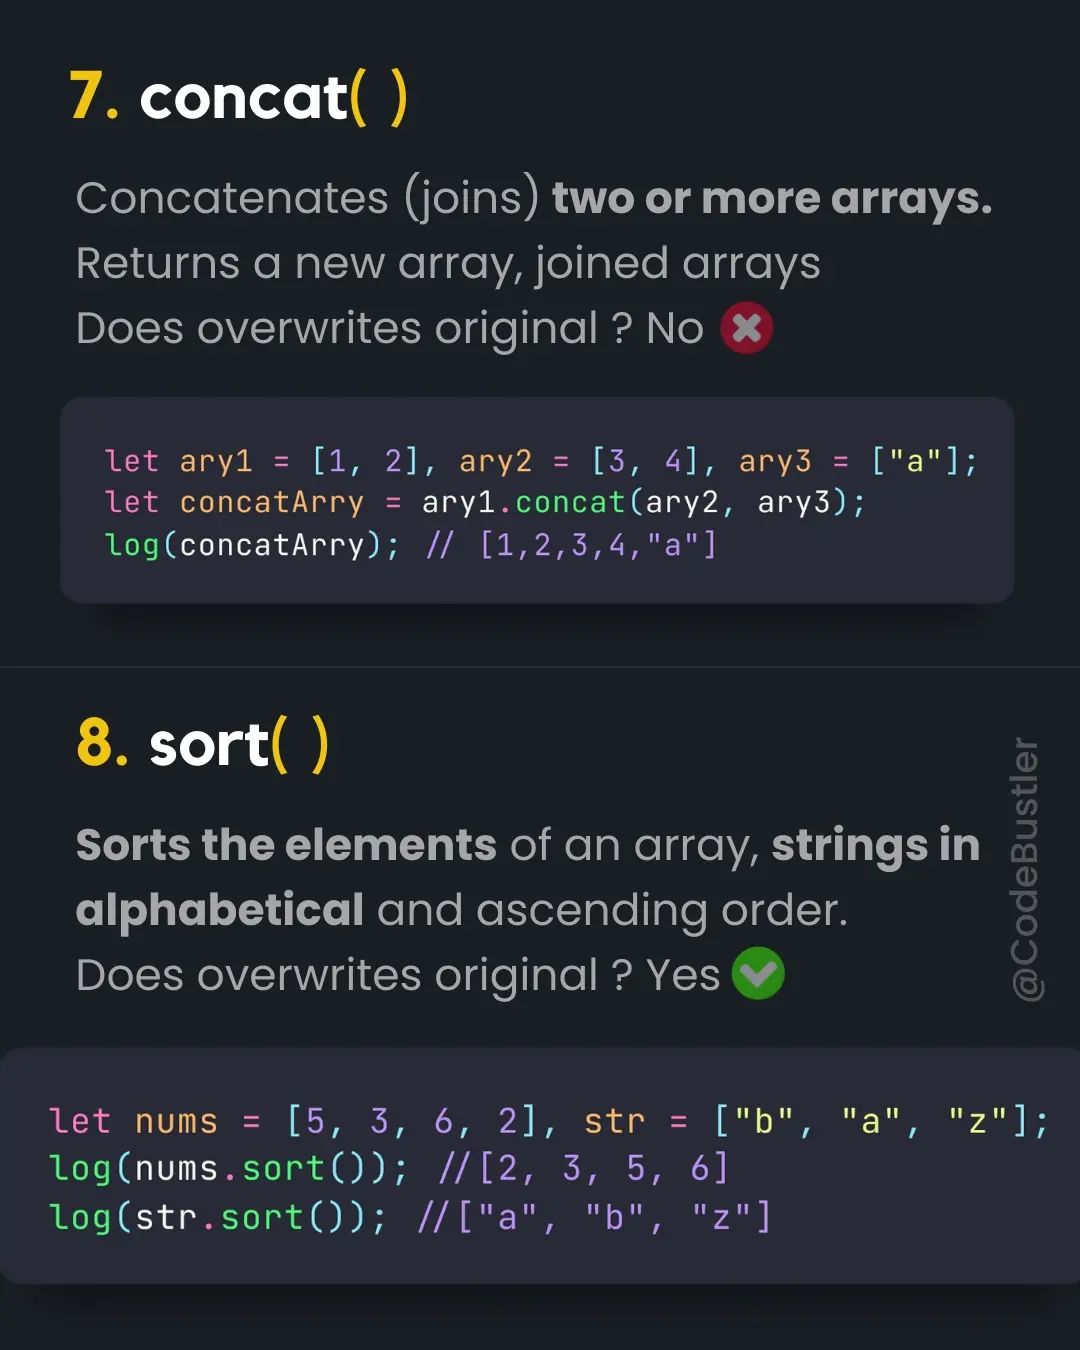 7. concat( )
Concatenates (joins) two or more arrays.
Returns a new array, joined arrays
Does overwrites original ? No
let ary1 = [1, 2], ary2 = [3, 4], ary3 = ["a"];
let concatArry = ary1.concat(ary2, ary3);
log(concatArry); // [1,2,3,4,"a"]
8. sort( )
Sorts the elements of an array, strings in
alphabetical and ascending order.
Does overwrites original ? Yes
@CodeBustler
let nums = [5, 3, 6, 2], str = ["b", "a", "z"];
log(nums.sort()); //[2, 3, 5, 6]
log(str.sort()); //["a", "b", "z"]